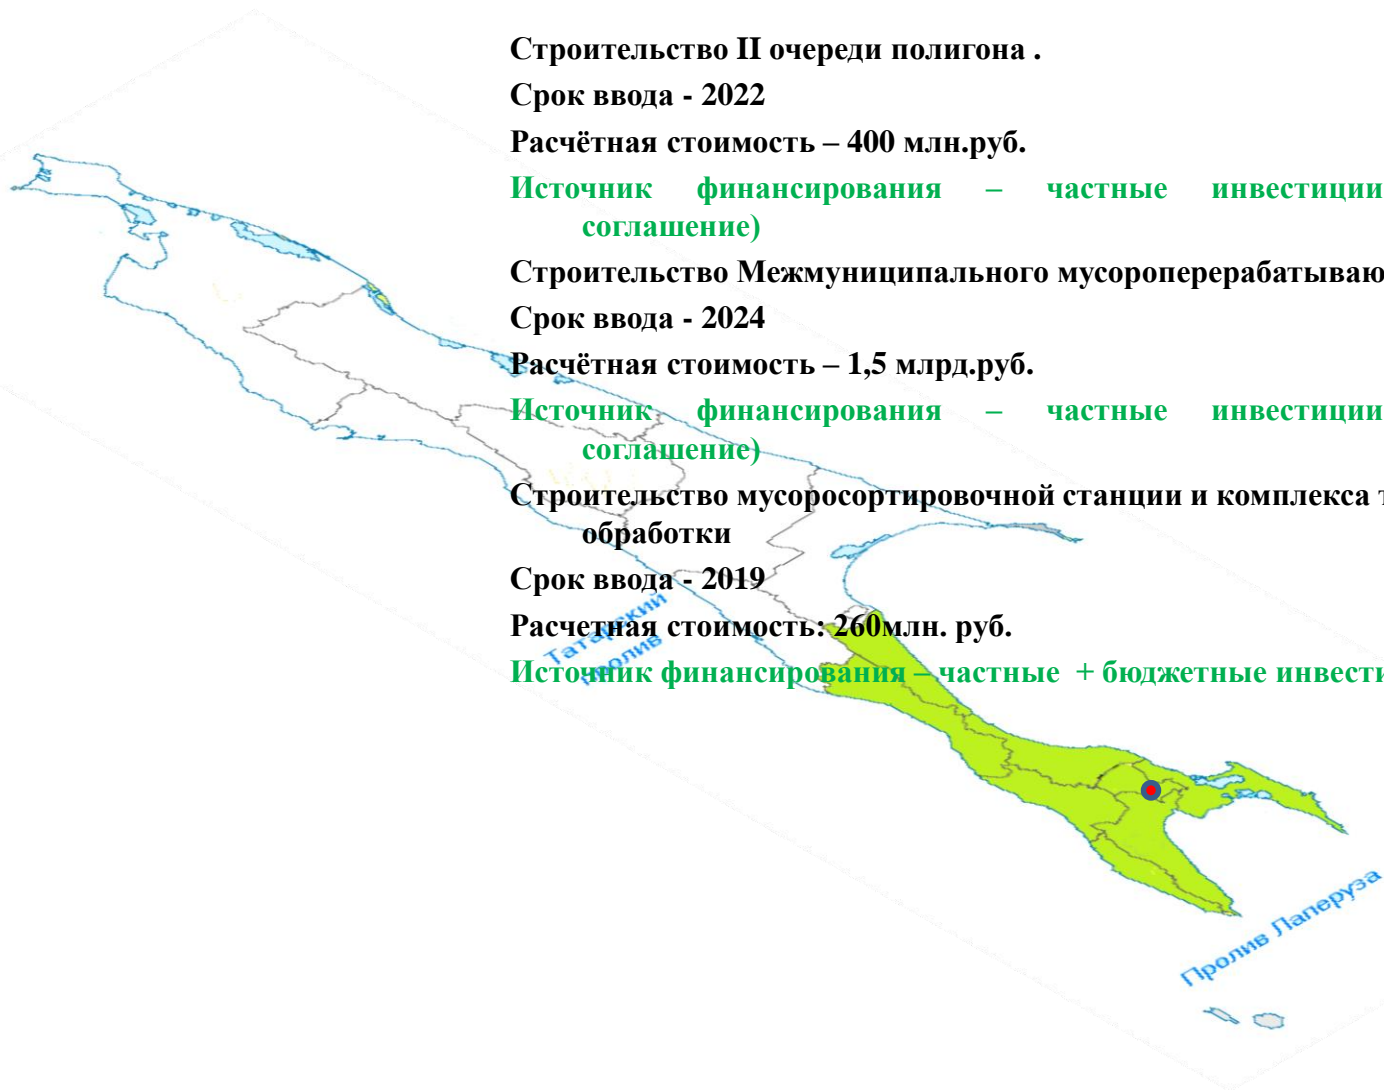 Строительство II очереди полигона .
Срок ввода - 2022
Расчётная стоимость – 400 млн.руб.
Источник финансирования – частные инвестиции
соглашение)
Строительство Межмуниципального мусороперерабатываю
Срок ввода - 2024
Расчётная стоимость – 1,5 млрд.руб.
Источник финансирования – частные инвестиции
соглашение)
Строительство мусоросортировочной станции и комплекса т
обработки
Срок ввода - 2019
Расчетная стоимость: 260млн. руб.
Источник финансирования – частные + бюджетные инвести
Татарский
пролив
Пролив Лаперуза